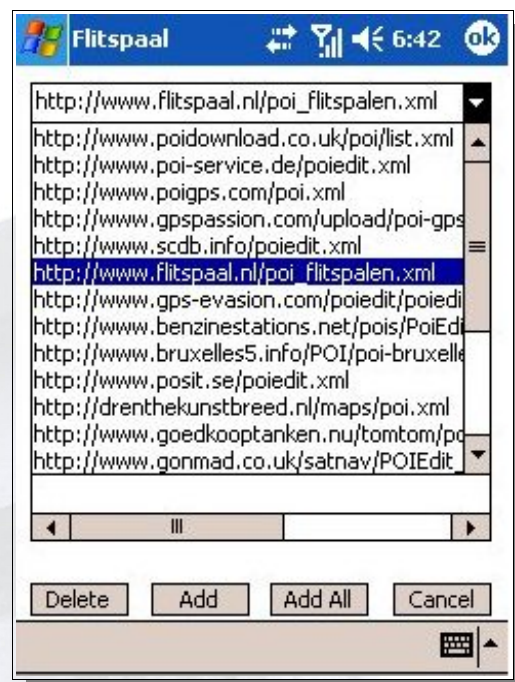 Flitspaal 6:42 ok
http://www.flitspaal.nl/poi_flitspalen.xml
http://www.poidownload.co.uk/poi/list.xml
http://www.poi-service.de/poiedit.xml
http://www.poigps.com/poi.xml
http://www.gpspassion.com/upload/poi-gps
http://www.scdb.info/poiedit.xml
http://www.flitspaal.nl/poi_flitspalen.xml
http://www.gps-evasion.com/poiedit/poiedi
http://www.benzinestations.net/pois/PoiEdi
http://www.bruxelles5.info/POI/poi-bruxelle
http://www.posit.se/poiedit.xml
http://drenthekunstbreed.nl/maps/poi.xml
http://www.goedkooptanken.nu/tomtom/po
http://www.gonmad.co.uk/satnav/POIEdit_
Delete Add Add All Cancel